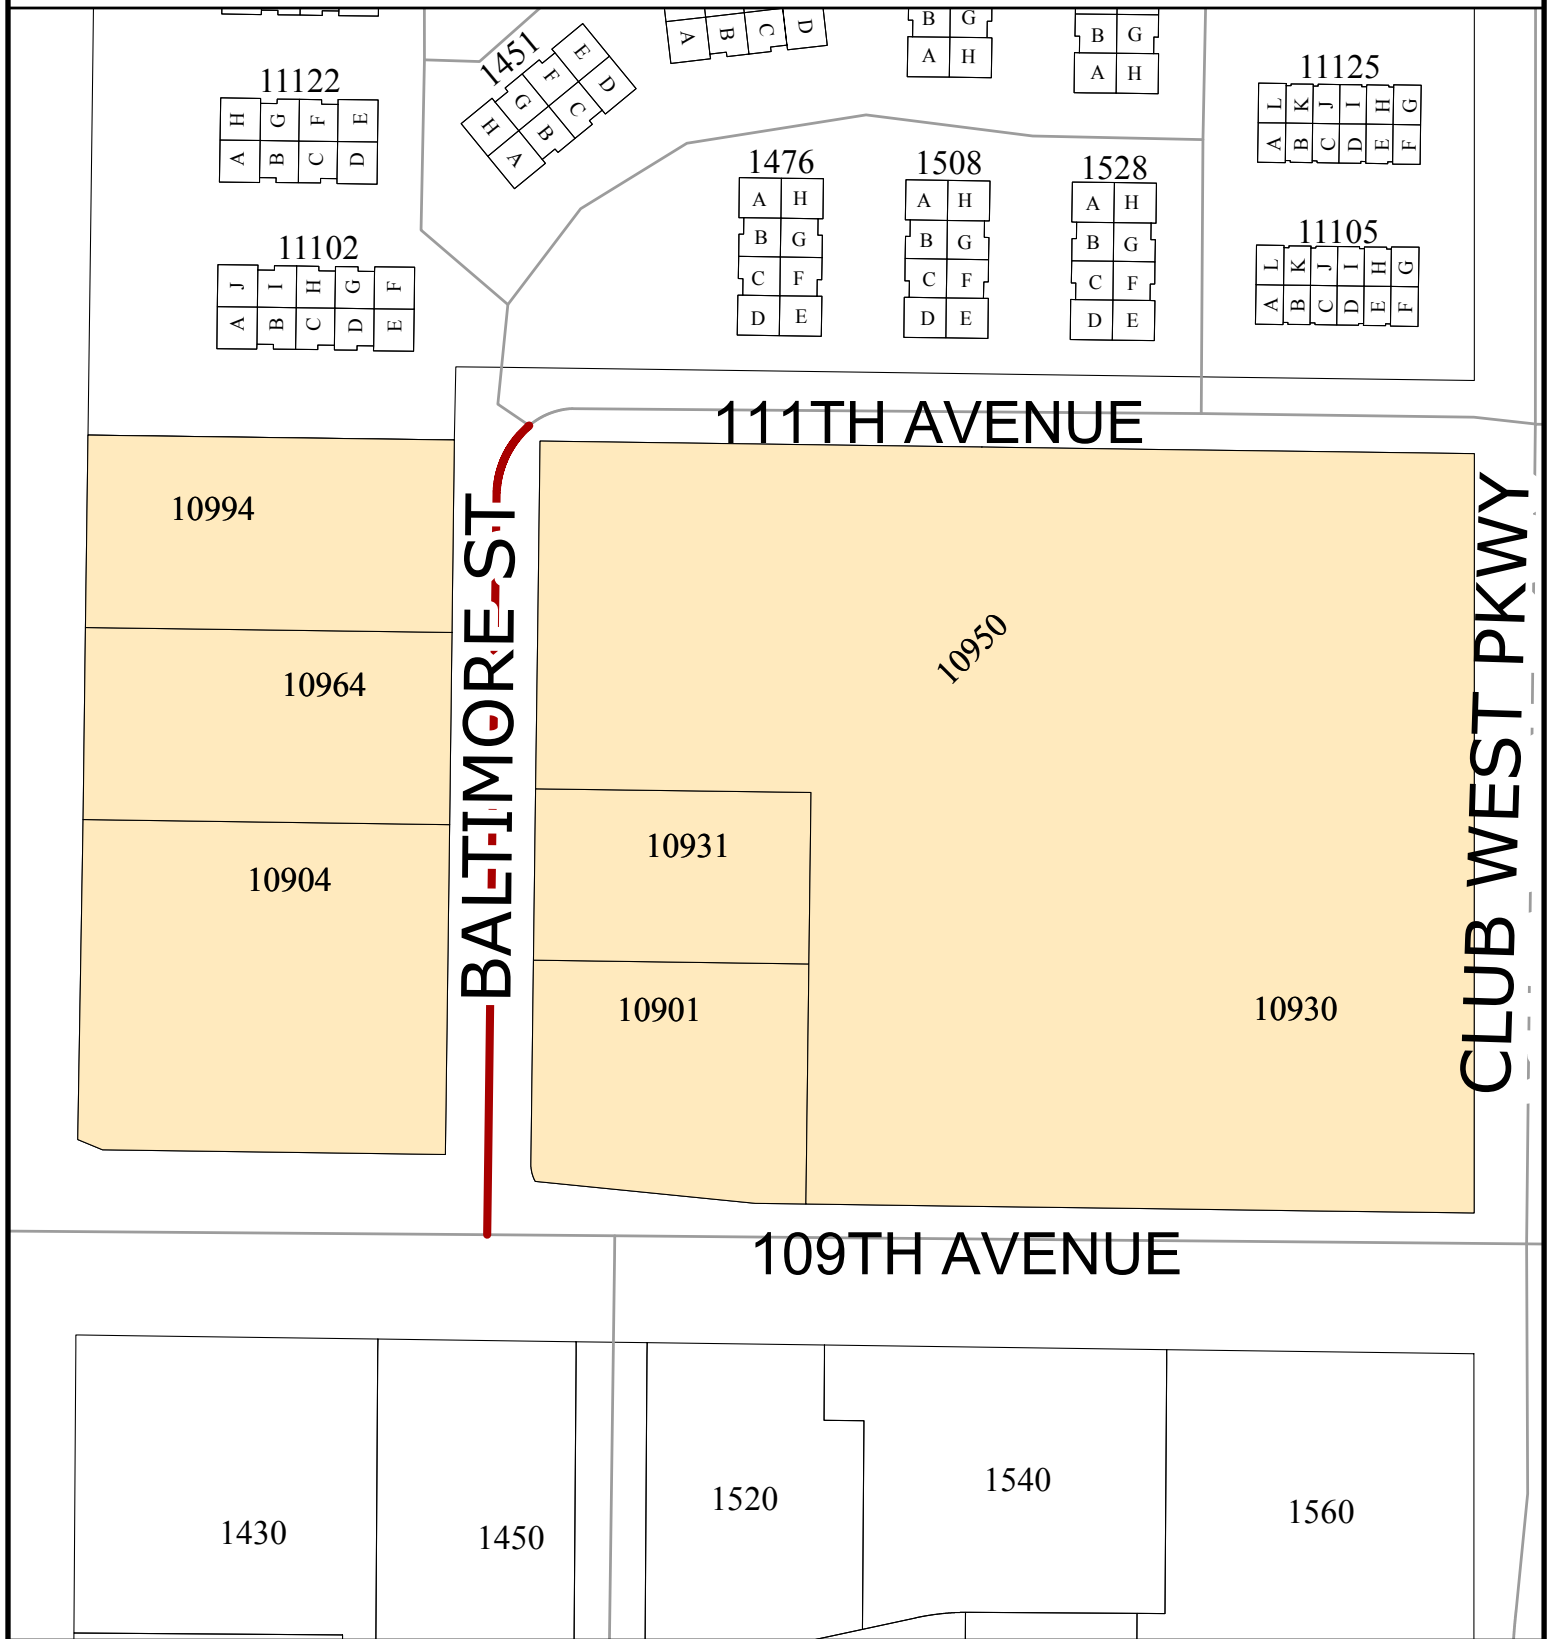 A B C D
B G
A H
B G
A H
1451
E
F D
G C
H B
A
11122
H G F E
A B C D
11125
L K J I H G
A B C D E F
1476
A H
B G
C F
D E
1508
A H
B G
C F
D E
1528
A H
B G
C F
D E
11102
J I H G F
A B C D E
11105
L K J I H G
A B C D E F
111TH AVENUE
10994
BALTIMORE ST
CLUB WEST PKWY
10950
10964
10931
10904
10901
10930
109TH AVENUE
1430
1450
1520
1540
1560